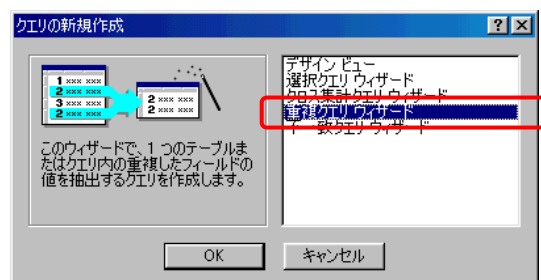 クエリの新規作成
1 xxx xxx
2 xxx xxx
3 xxx xxx
2 xxx xxx
2 xxx xxx
2 xxx xxx
このウィザードで、1 つのテーブルま
たはクエリ内の重複したフィールドの
値を抽出するクエリを作成します。
デザイン ビュー
選択クエリ ウィザード
クロス集計クエリ ウィザード
重複クエリ ウィザード
不一致クエリ ウィザード
OK
キャンセル